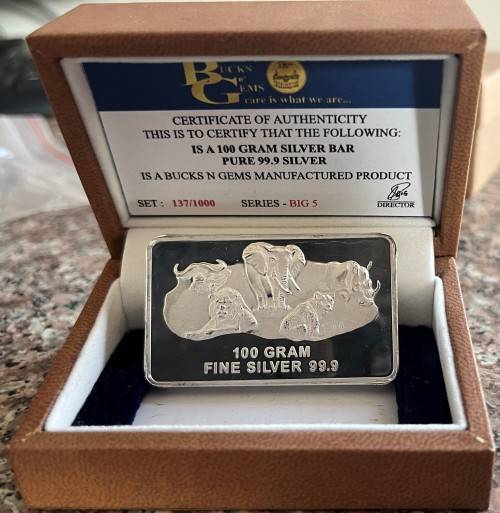 BUCKS
n'
GEMS
rare is what we are...
CERTIFICATE OF AUTHENTICITY
THIS IS TO CERTIFY THAT THE FOLLOWING:
IS A 100 GRAM SILVER BAR
PURE 99.9 SILVER
IS A BUCKS N GEMS MANUFACTURED PRODUCT
SET : 137/1000 SERIES - BIG 5
DIRECTOR
100 GRAM
FINE SILVER 99.9